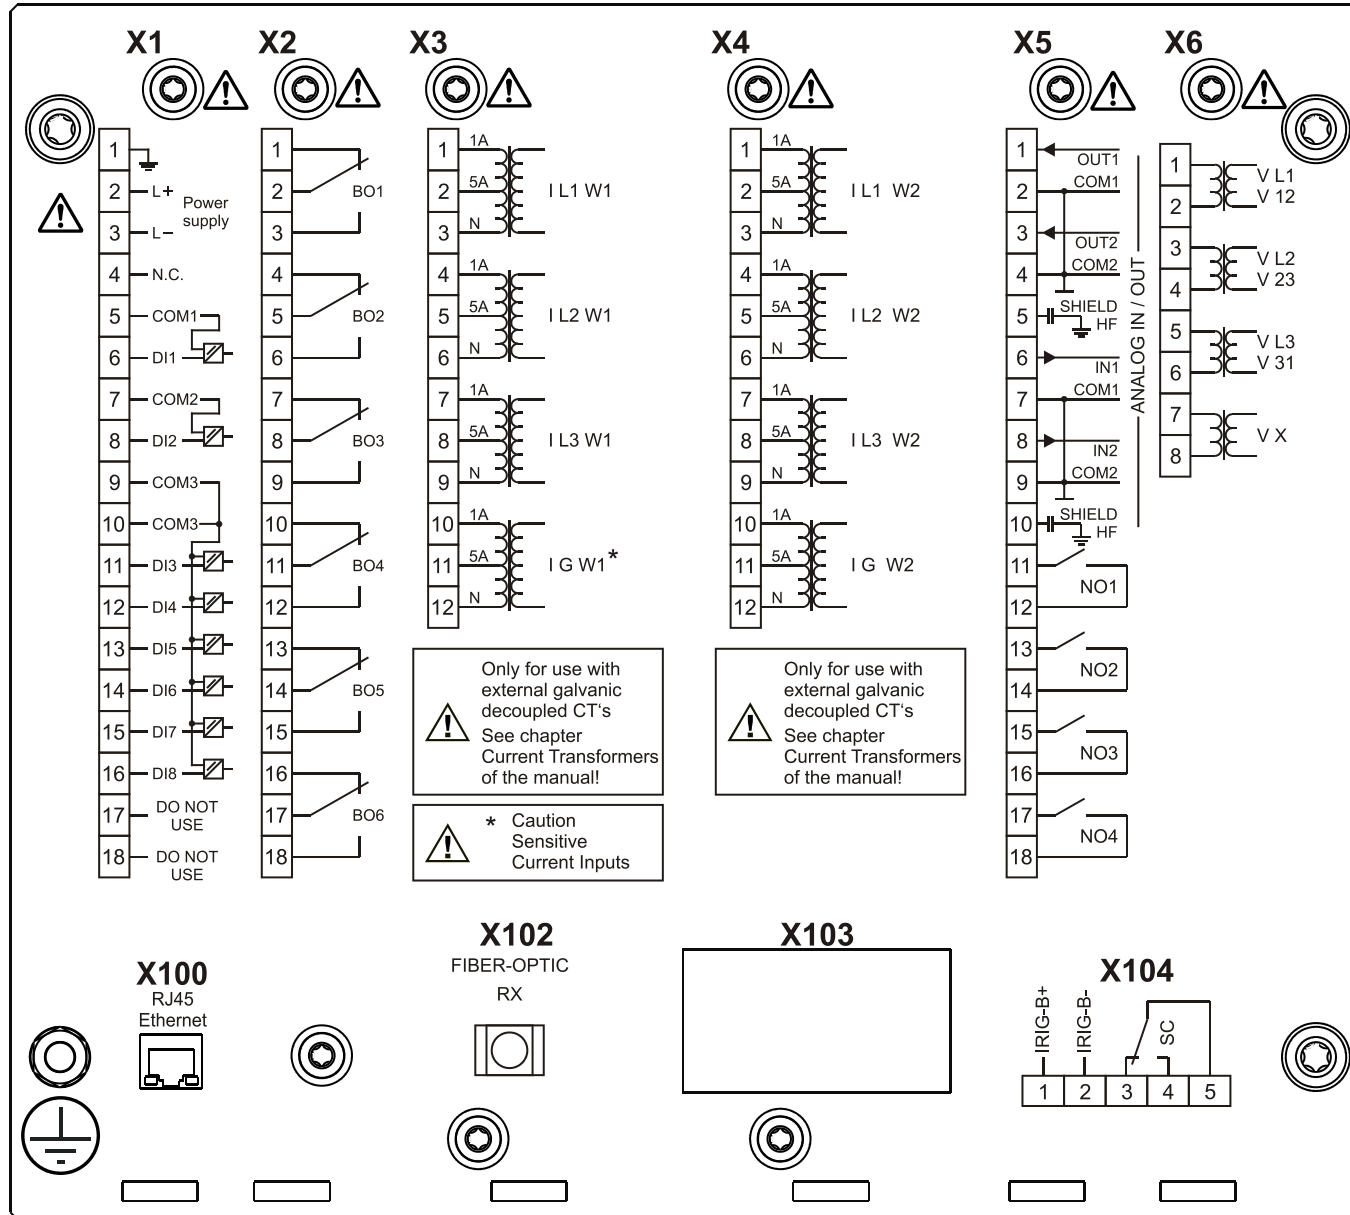 X1
X2
X3
X4
X5
X6
1
2 L+
Power
supply
3 L−
4 N.C.
5 COM1
6 DI1
7 COM2
8 DI2
9 COM3
10 COM3
11 DI3
12 DI4
13 DI5
14 DI6
15 DI7
16 DI8
17 DO NOT
USE
18 DO NOT
USE
1
2 BO1
3
4
5 BO2
6
7
8 BO3
9
10
11 BO4
12
13
14 BO5
15
16
17 BO6
18
1 1A
2 5A I L1 W1
3 N
4 1A
5 5A I L2 W1
6 N
7 1A
8 5A I L3 W1
9 N
10 1A
11 5A I G W1*
12 N
Only for use with
external galvanic
decoupled CT‘s
See chapter
Current Transformers
of the manual!
* Caution
Sensitive
Current Inputs
1 1A
2 5A I L1 W2
3 N
4 1A
5 5A I L2 W2
6 N
7 1A
8 5A I L3 W2
9 N
10 1A
11 5A I G W2
12 N
Only for use with
external galvanic
decoupled CT‘s
See chapter
Current Transformers
of the manual!
1 OUT1
2 COM1
3 OUT2
4 COM2
5 SHIELD
HF
6 IN1
7 COM1
8 IN2
9 COM2
10 SHIELD
HF
ANALOG IN / OUT
11
NO1
12
13
NO2
14
15
NO3
16
17
NO4
18
1 V L1
2 V 12
3 V L2
4 V 23
5 V L3
6 V 31
7
V X
8
X100
RJ45
Ethernet
X102
FIBER-OPTIC
RX
X103
X104
IRIG-B+
IRIG-B-
SC
1 2 3 4 5